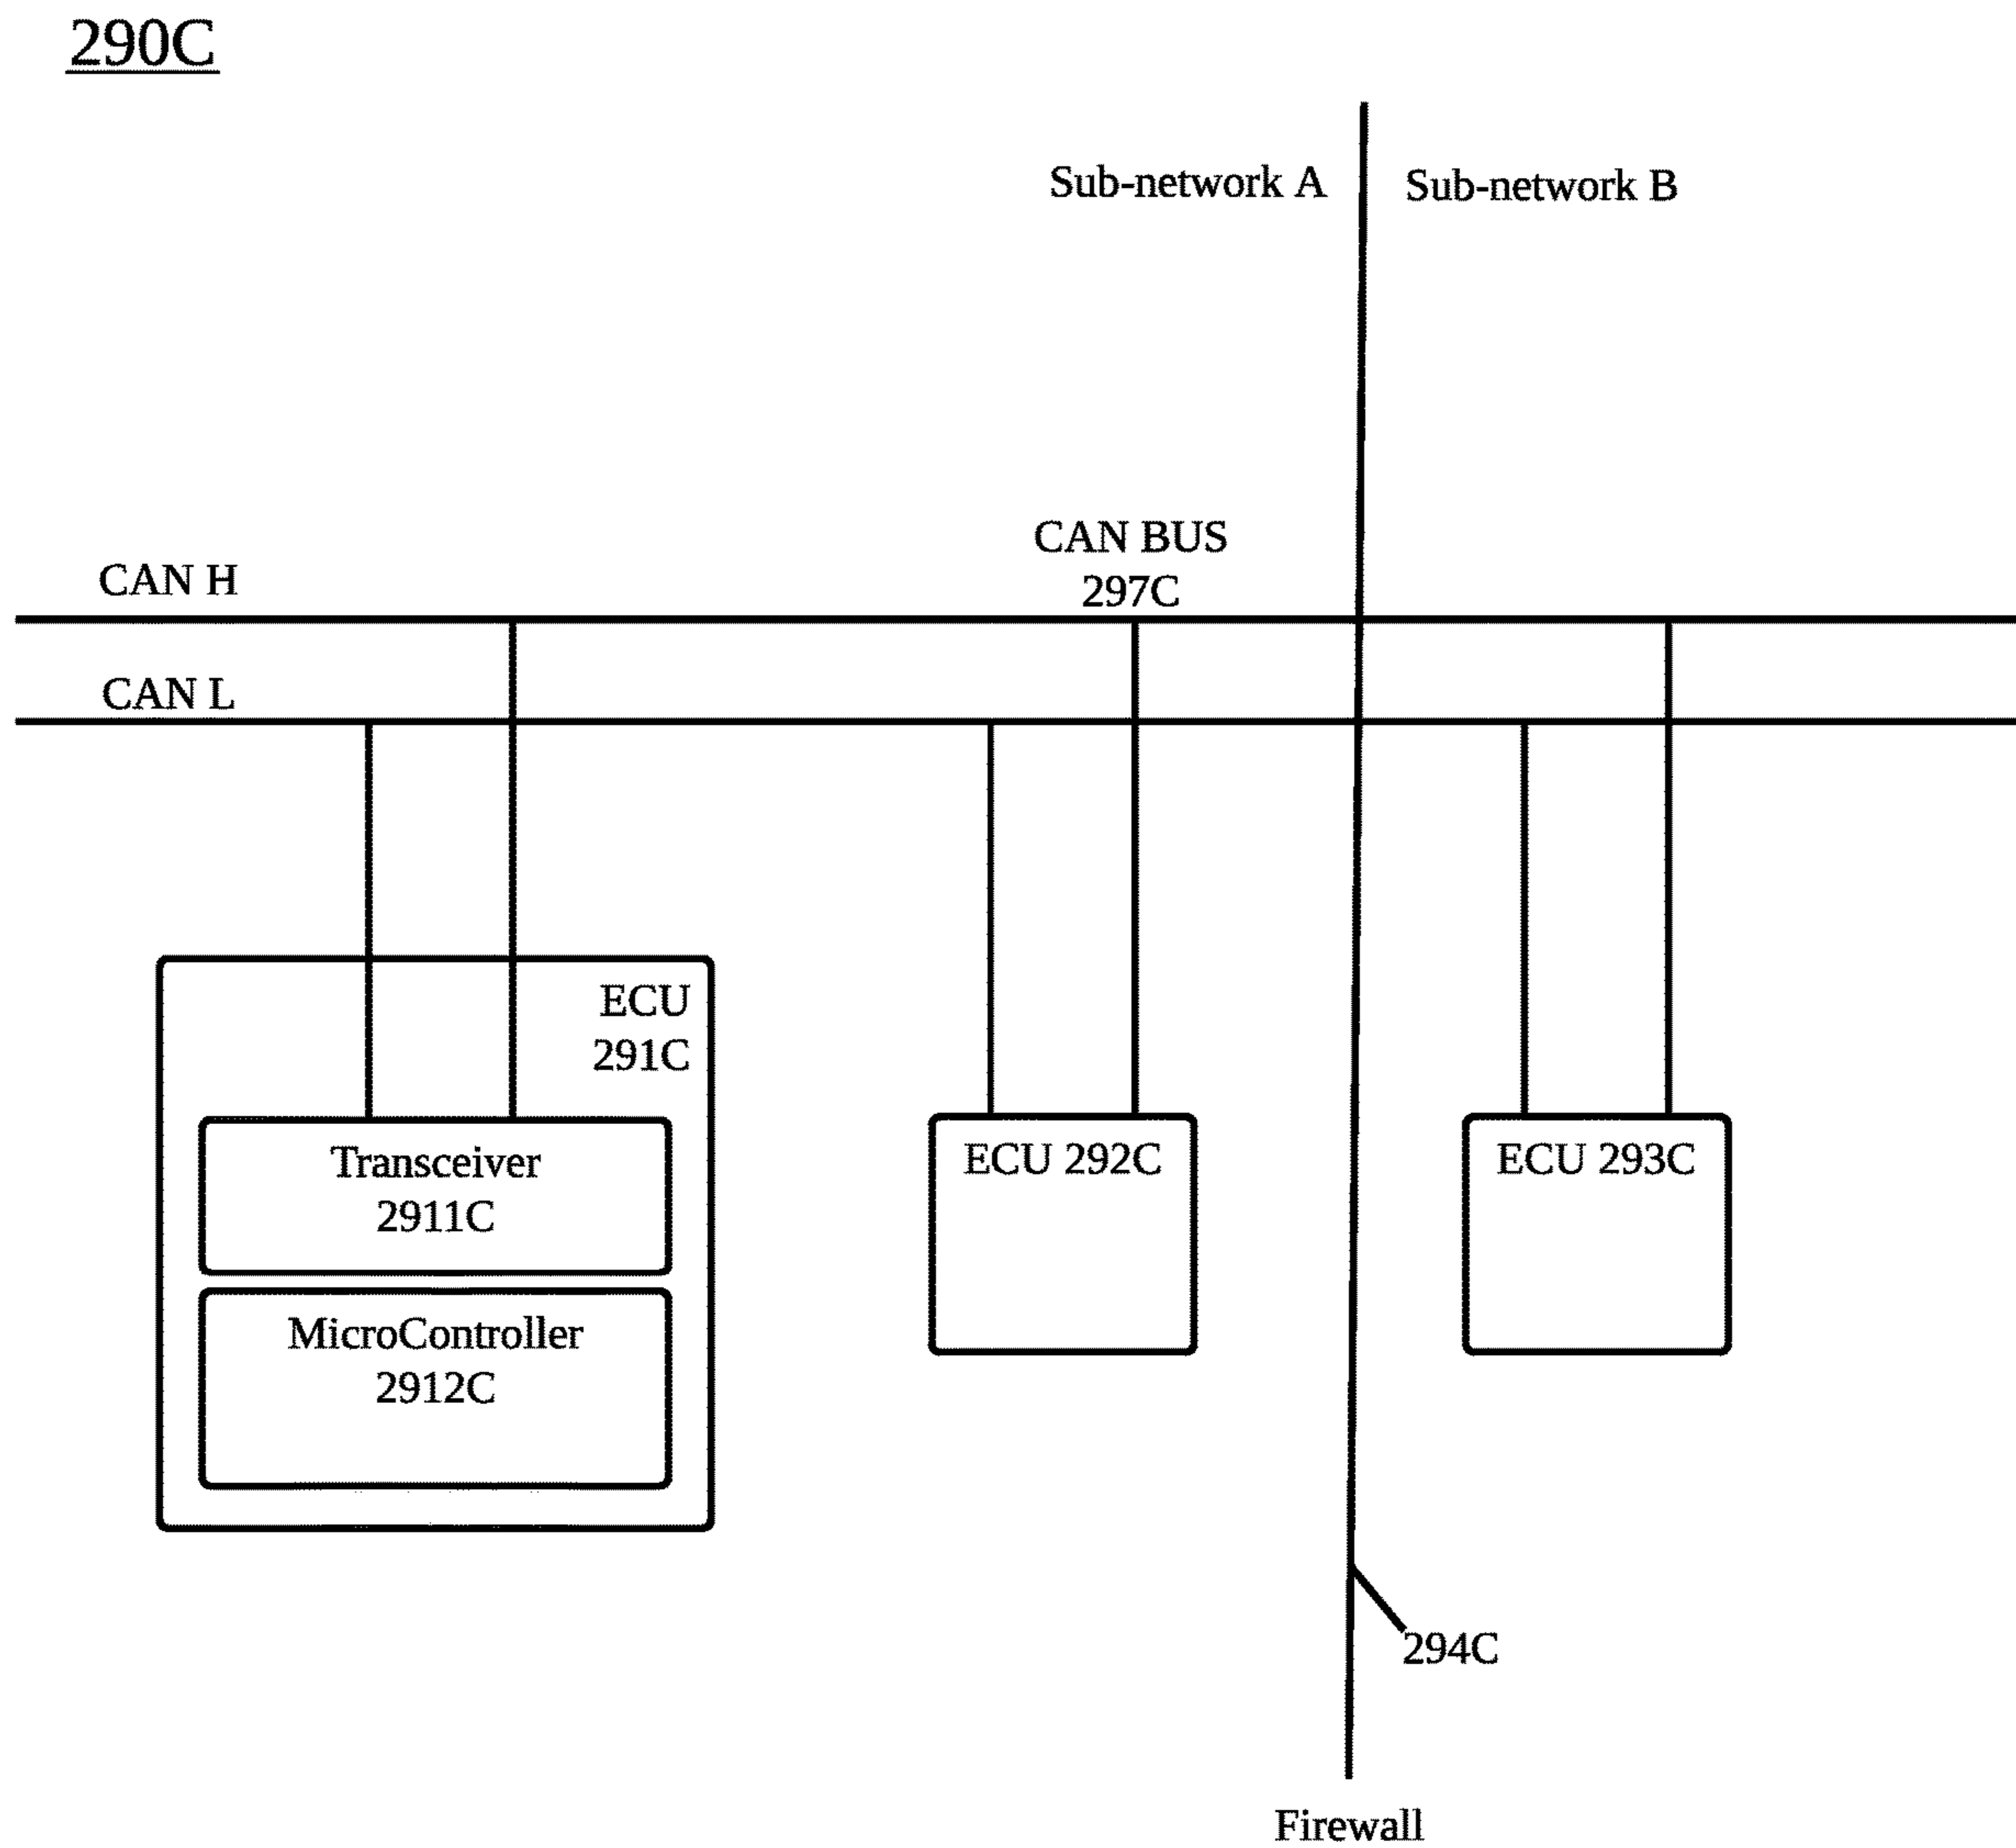 290C
Sub-network A
Sub-network B
CAN BUS
297C
CAN H
CAN L
ECU
291C
Transceiver
2911C
MicroController
2912C
ECU 292C
ECU 293C
294C
Firewall